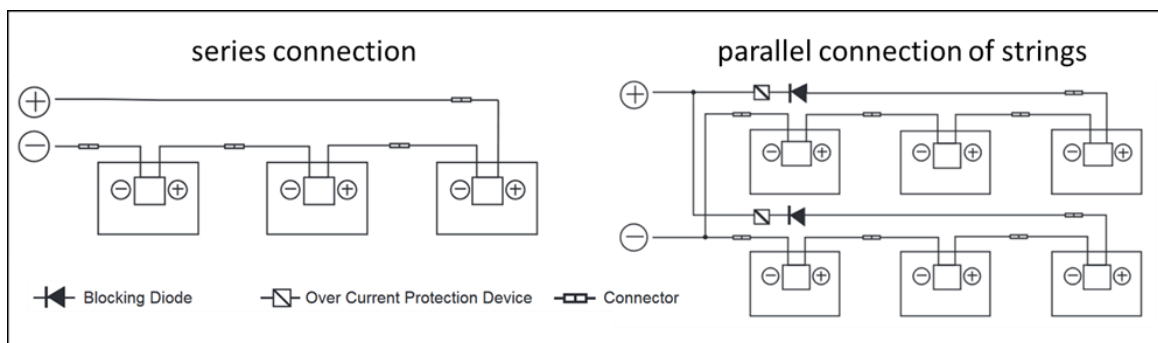 series connection
+
−
− +
− +
− +
parallel connection of strings
+
− +
− +
− +
−
− +
− +
− +
Blocking Diode
Over Current Protection Device
Connector